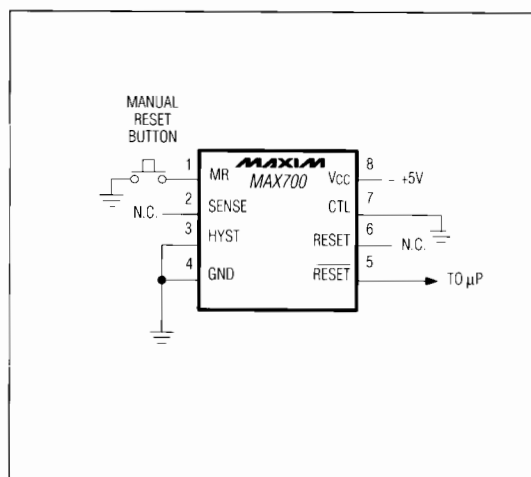 MANUAL
RESET
BUTTON
MAXIM
MAX700
1
MR
2
N.C.
SENSE
3
HYST
4
GND
8
VCC
- +5V
7
CTL
6
RESET
N.C.
5
RESET
TO μP